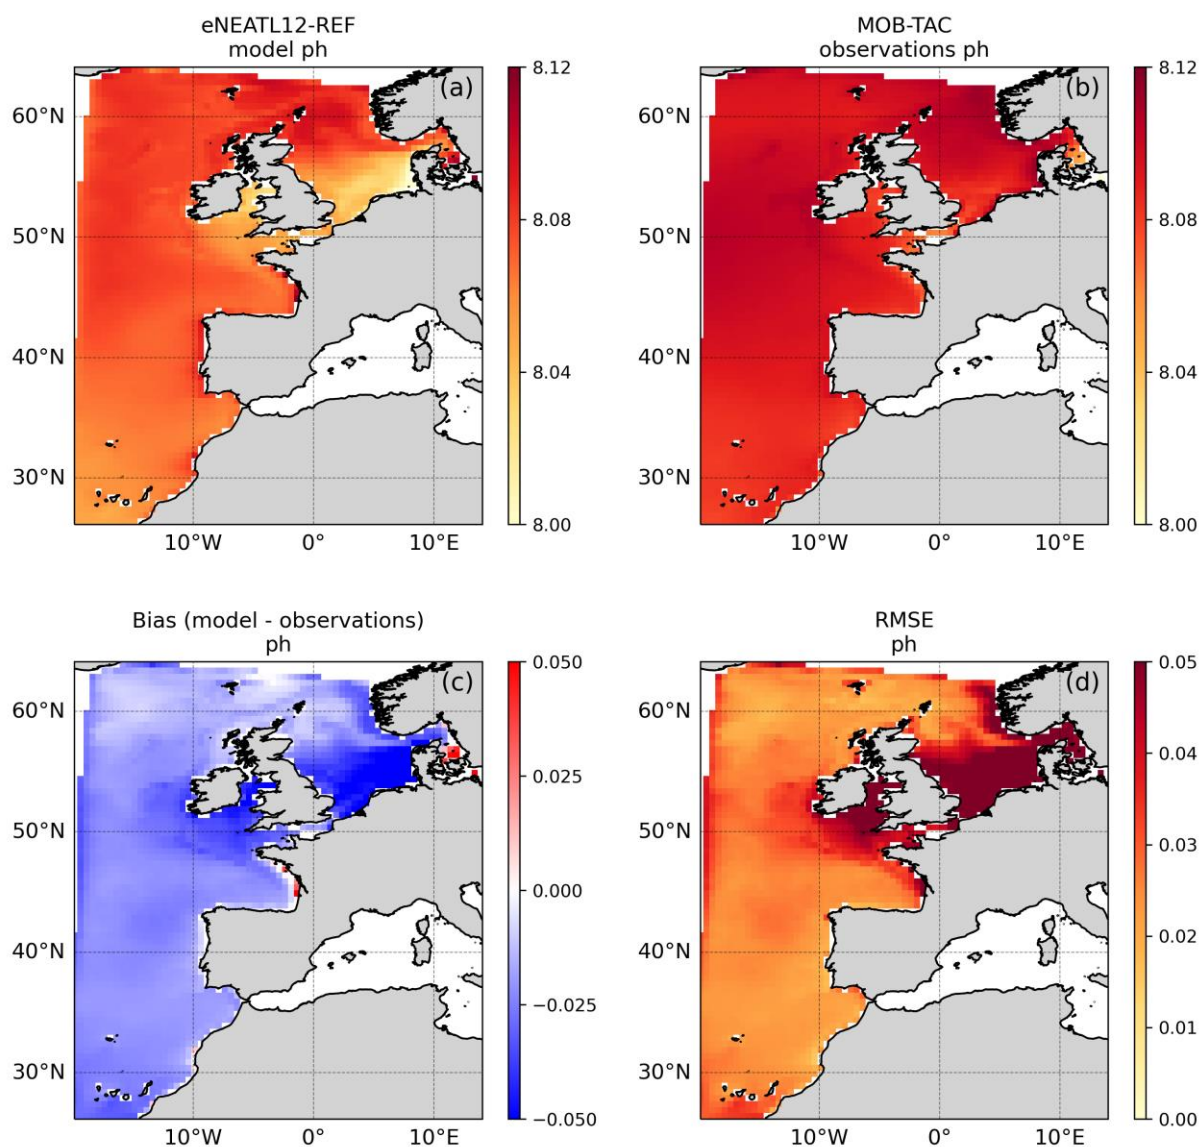 eNEATL12-REF
model ph
(a)
60°N
50°N
40°N
30°N
10°W 0° 10°E
8.12
8.08
8.04
8.00
MOB-TAC
observations ph
(b)
60°N
50°N
40°N
30°N
10°W 0° 10°E
8.12
8.08
8.04
8.00
Bias (model - observations)
ph
(c)
60°N
50°N
40°N
30°N
10°W 0° 10°E
0.050
0.025
0.000
−0.025
−0.050
RMSE
ph
(d)
60°N
50°N
40°N
30°N
10°W 0° 10°E
0.05
0.04
0.03
0.02
0.01
0.00